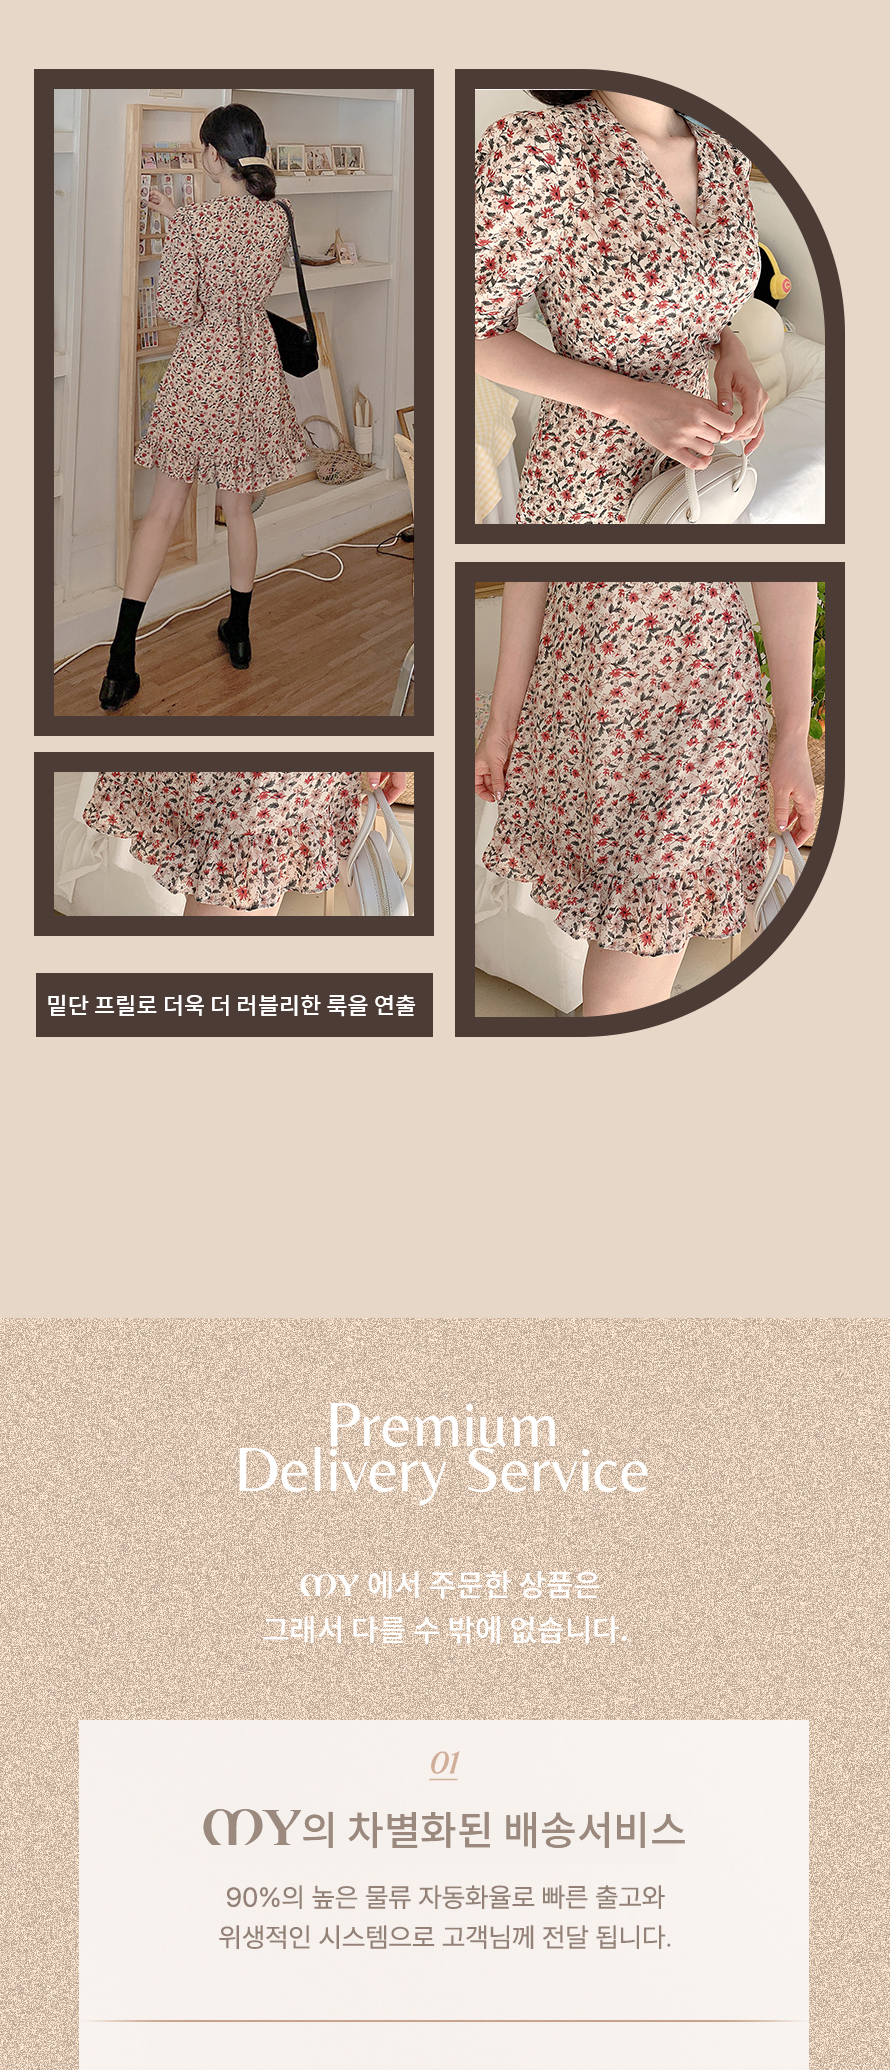 밑단 프릴로 더욱 더 러블리한 룩을 연출
Premium
Delivery Service
MY 에서 주문한 상품은
그래서 다를 수 밖에 없습니다.
01
MY의 차별화된 배송서비스
90%의 높은 물류 자동화율로 빠른 출고와
위생적인 시스템으로 고객님께 전달 됩니다.